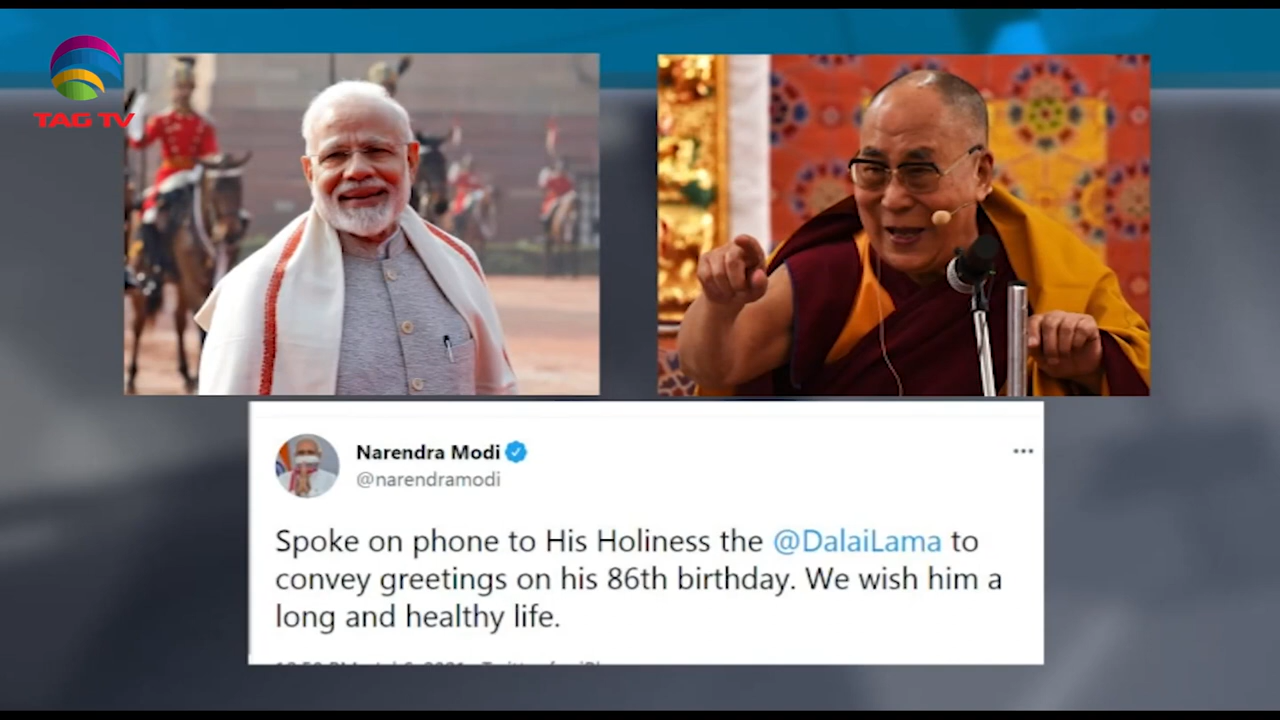 TAG TV
Narendra Modi
@narendramodi
Spoke on phone to His Holiness the @DalaiLama to
convey greetings on his 86th birthday. We wish him a
long and healthy life.